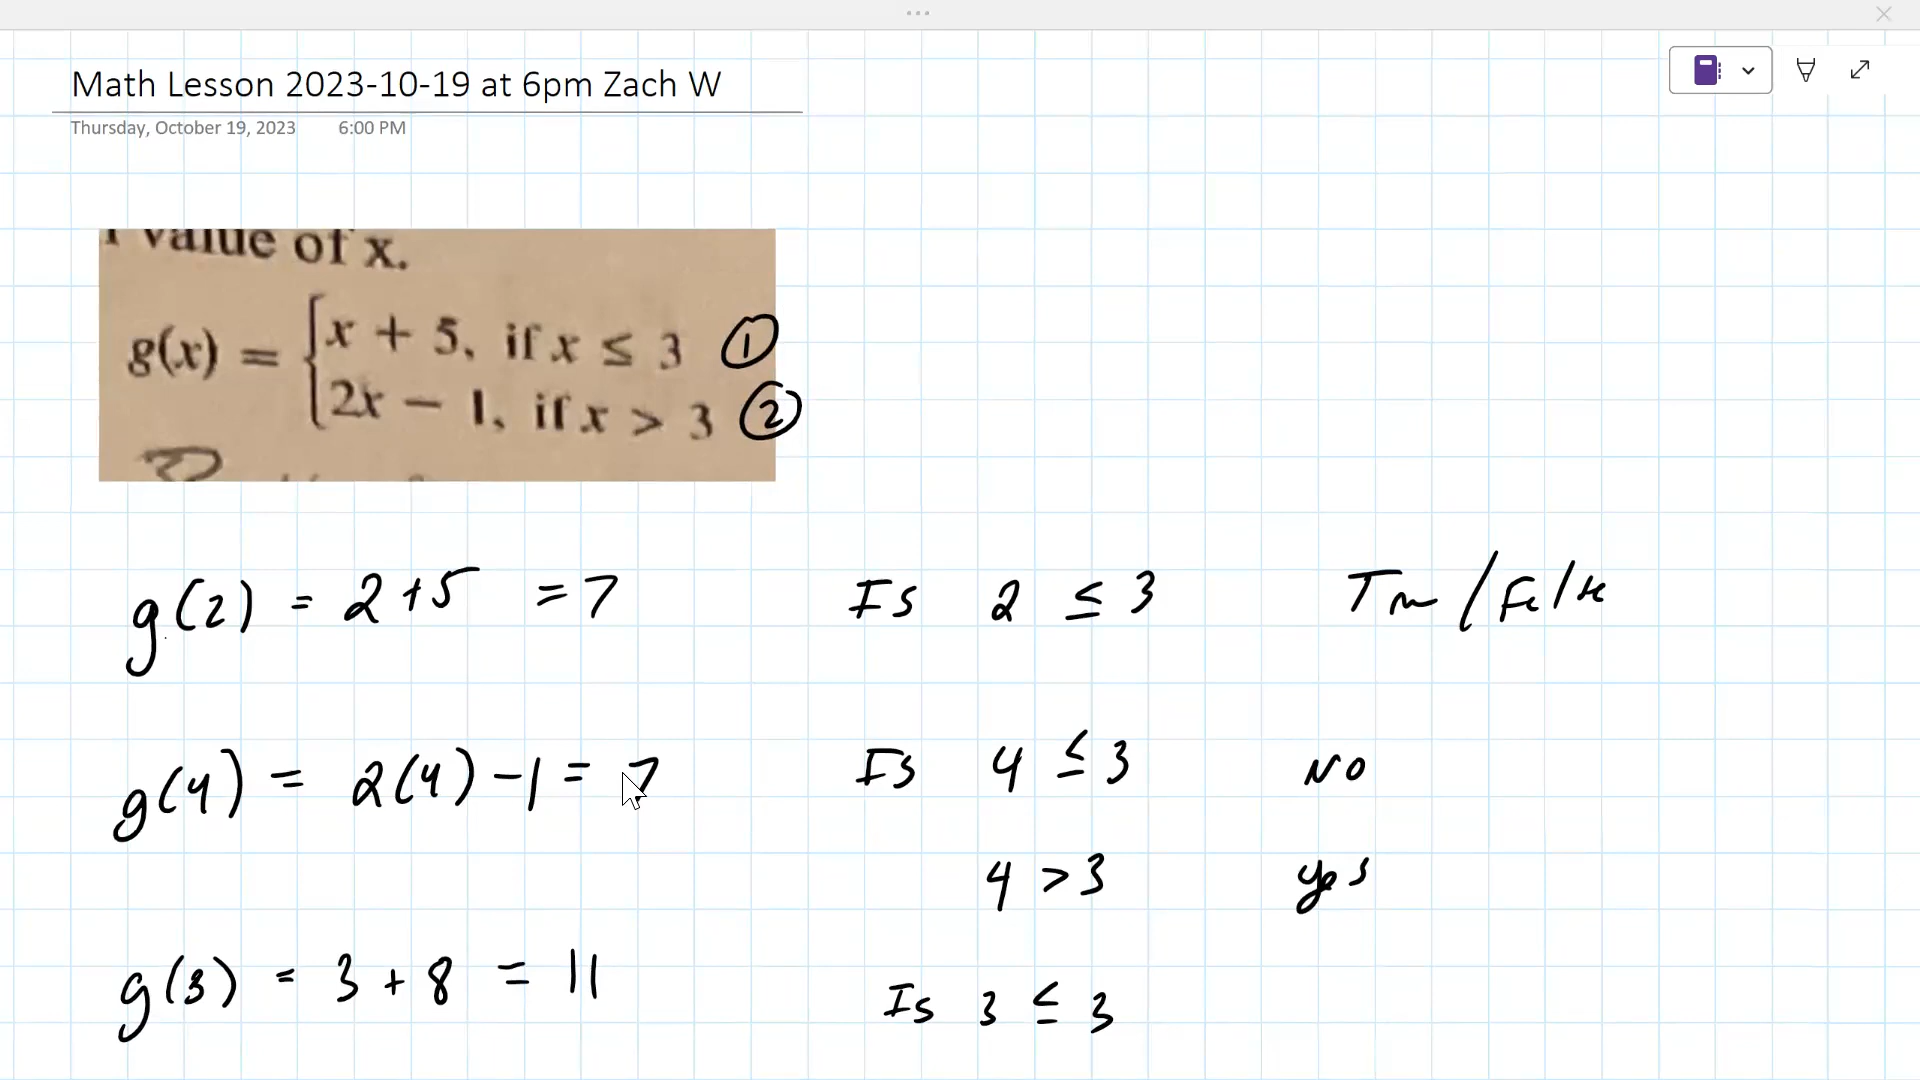 Math Lesson 2023-10-19 at 6pm Zach W
Thursday, October 19, 2023 6:00 PM
value of x.
g(x) = { x + 5, if x ≤ 3 ①
2x − 1, if x > 3 ②
g(2) = 2+5 = 7 Is 2 ≤ 3 True/False
g(4) = 2(4)-1 = 7 Is 4 ≤ 3 NO
4 > 3 yes
g(3) = 3 + 8 = 11 Is 3 ≤ 3